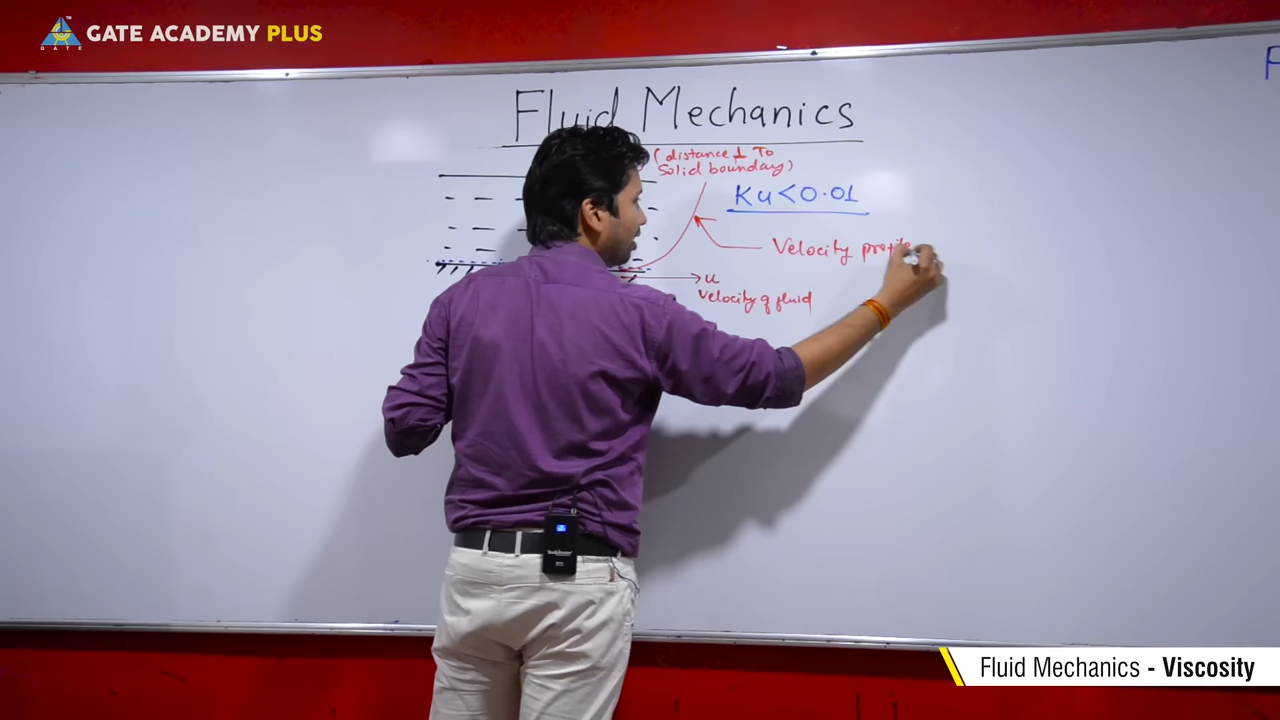 GATE ACADEMY PLUS
GATE
Fluid Mechanics
(distance ⊥ To
Solid boundary)
Ku<0.01
Velocity profile
u
Velocity of fluid
Fluid Mechanics - Viscosity